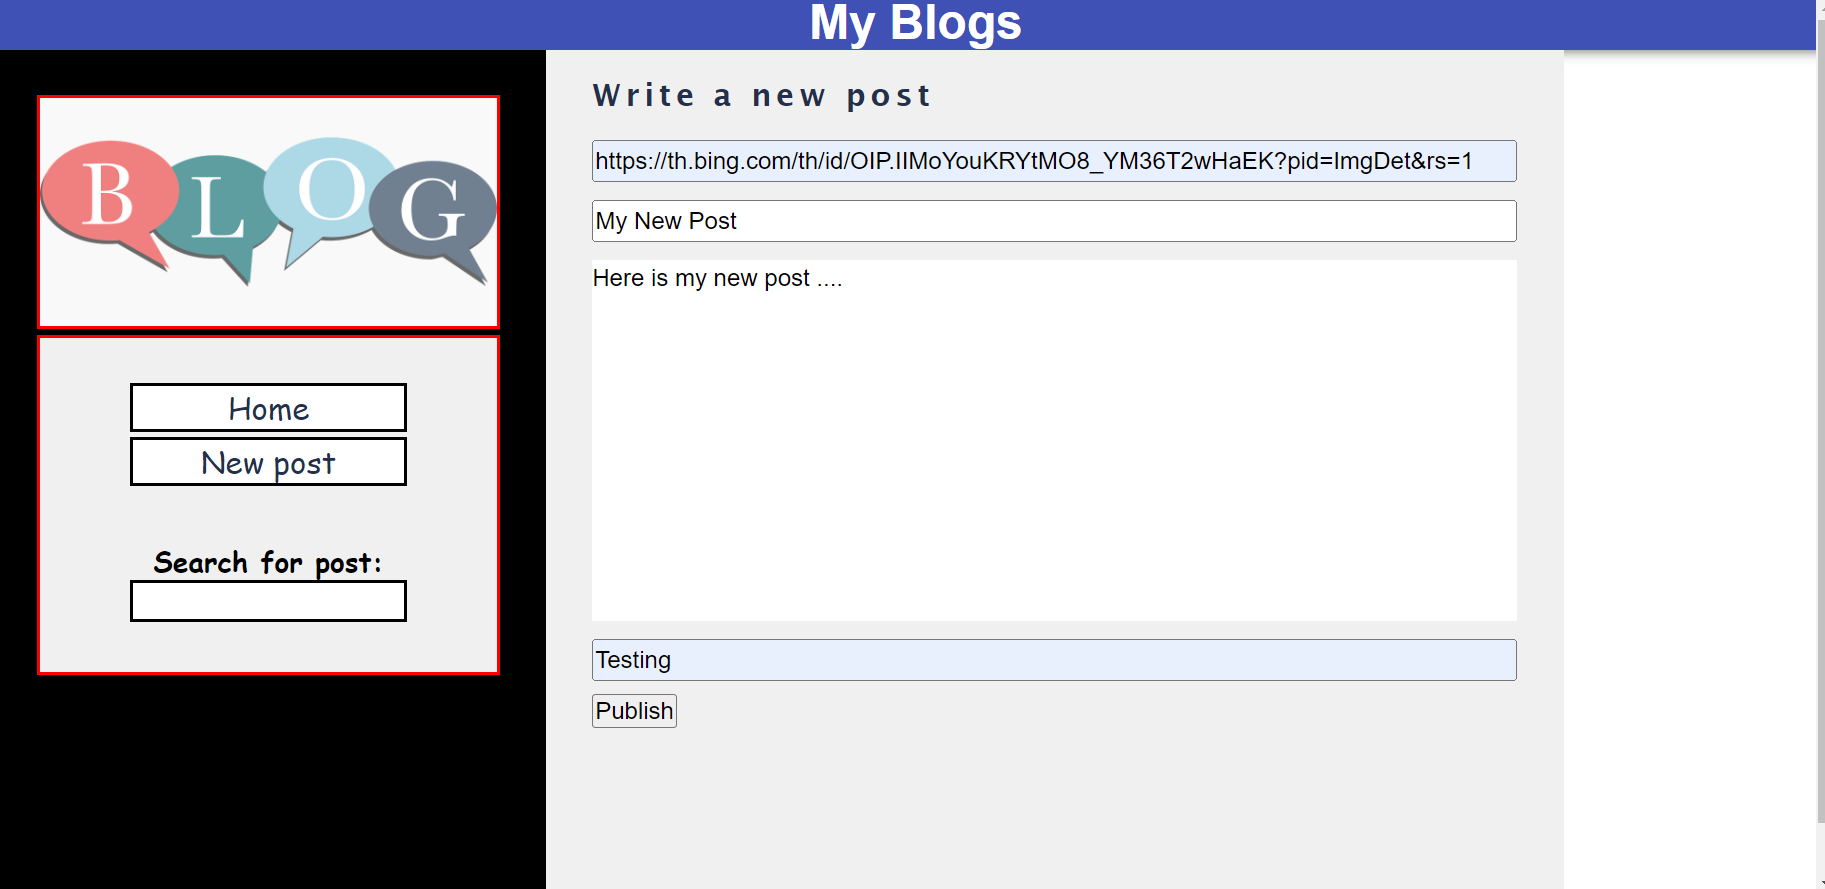 My Blogs
BLOG
Home
New post
Search for post:
Write a new post
https://th.bing.com/th/id/OIP.IIMoYouKRYtMO8_YM36T2wHaEK?pid=ImgDet&rs=1
My New Post
Here is my new post ....
Testing
Publish